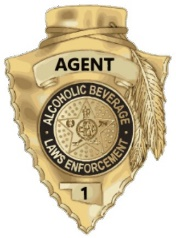 AGENT
ALCOHOLIC BEVERAGE
LAWS ENFORCEMENT
1